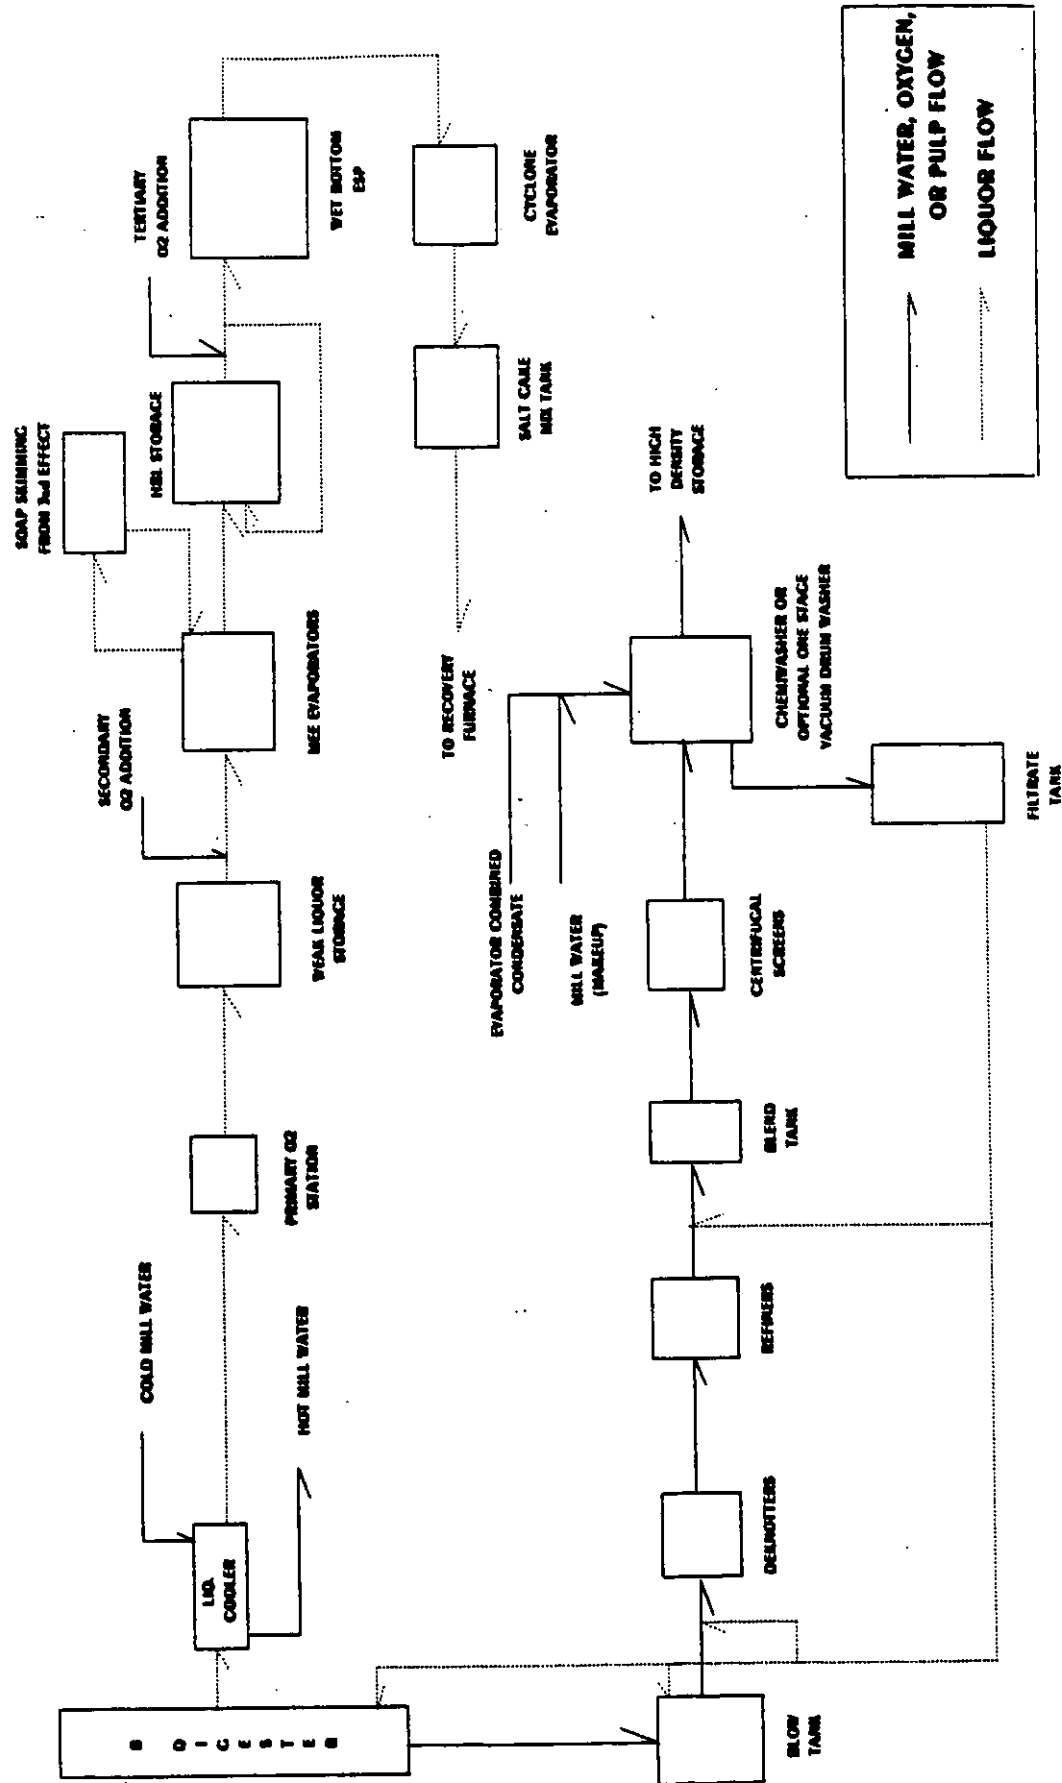 B DIGESTER
LIQ.
COOLER
COLD MILL WATER
HOT MILL WATER
PRIMARY O2
STATION
WEAK LIQUOR
STORAGE
SECONDARY
O2 ADDITION
MEE EVAPORATORS
SOAP SKIMMING
FROM 3rd EFFECT
HBL STORAGE
TERTIARY
O2 ADDITION
WET BOTTOM
ESP
CYCLONE
EVAPORATOR
SALT CAKE
MIX TANK
TO RECOVERY
FURNACE
BLOW
TANK
DEKNOTTERS
REFINERS
BLEND
TANK
CENTRIFUCAL
SCREENS
EVAPORATOR COMBINED
CONDENSATE
MILL WATER
(MAKEUP)
CHEMIWASHER OR
OPTIONAL ONE STAGE
VACUUM DRUM WASHER
TO HIGH
DENSITY
STORAGE
FILTRATE
TANK
MILL WATER, OXYGEN,
OR PULP FLOW
LIQUOR FLOW